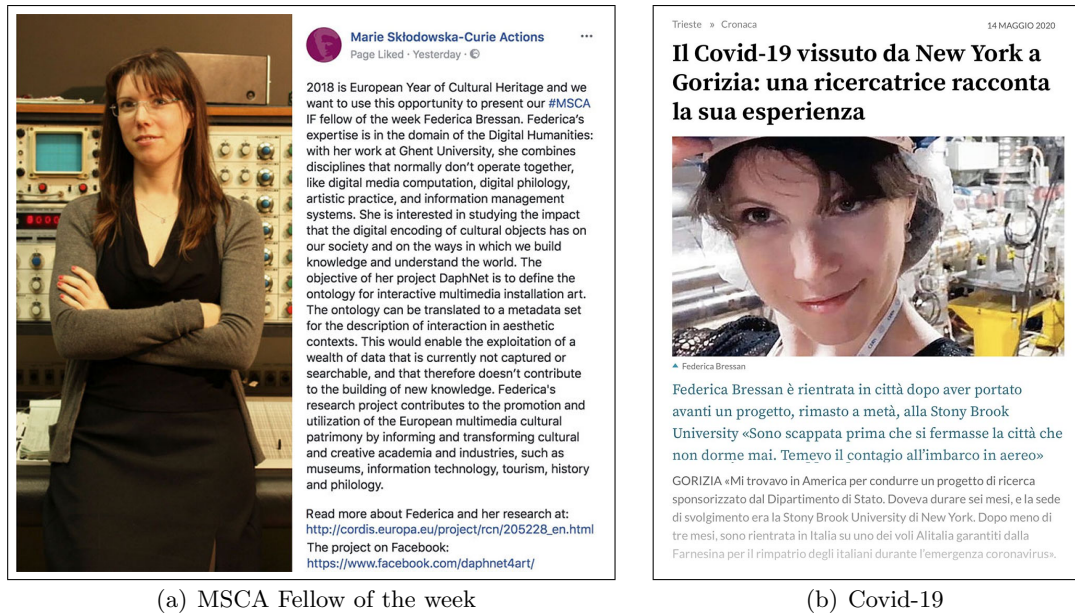 Marie Skłodowska-Curie Actions
Page Liked · Yesterday ·
2018 is European Year of Cultural Heritage and we
want to use this opportunity to present our #MSCA
IF fellow of the week Federica Bressan. Federica's
expertise is in the domain of the Digital Humanities:
with her work at Ghent University, she combines
disciplines that normally don't operate together,
like digital media computation, digital philology,
artistic practice, and information management
systems. She is interested in studying the impact
that the digital encoding of cultural objects has on
our society and on the ways in which we build
knowledge and understand the world. The
objective of her project DaphNet is to define the
ontology for interactive multimedia installation art.
The ontology can be translated to a metadata set
for the description of interaction in aesthetic
contexts. This would enable the exploitation of a
wealth of data that is currently not captured or
searchable, and that therefore doesn't contribute
to the building of new knowledge. Federica's
research project contributes to the promotion and
utilization of the European multimedia cultural
patrimony by informing and transforming cultural
and creative academia and industries, such as
museums, information technology, tourism, history
and philology.
Read more about Federica and her research at:
http://cordis.europa.eu/project/rcn/205228_en.html
The project on Facebook:
https://www.facebook.com/daphnet4art/
(a) MSCA Fellow of the week
Trieste » Cronaca
14 MAGGIO 2020
Il Covid-19 vissuto da New York a
Gorizia: una ricercatrice racconta
la sua esperienza
Federica Bressan
Federica Bressan è rientrata in città dopo aver portato
avanti un progetto, rimasto a metà, alla Stony Brook
University «Sono scappata prima che si fermasse la città che
non dorme mai. Temevo il contagio all'imbarco in aereo»
GORIZIA «Mi trovavo in America per condurre un progetto di ricerca
sponsorizzato dal Dipartimento di Stato. Doveva durare sei mesi, e la sede
di svolgimento era la Stony Brook University di New York. Dopo meno di
tre mesi, sono rientrata in Italia su uno dei voli Alitalia garantiti dalla
Farnesina per il rimpatrio degli italiani durante l'emergenza coronavirus».
(b) Covid-19